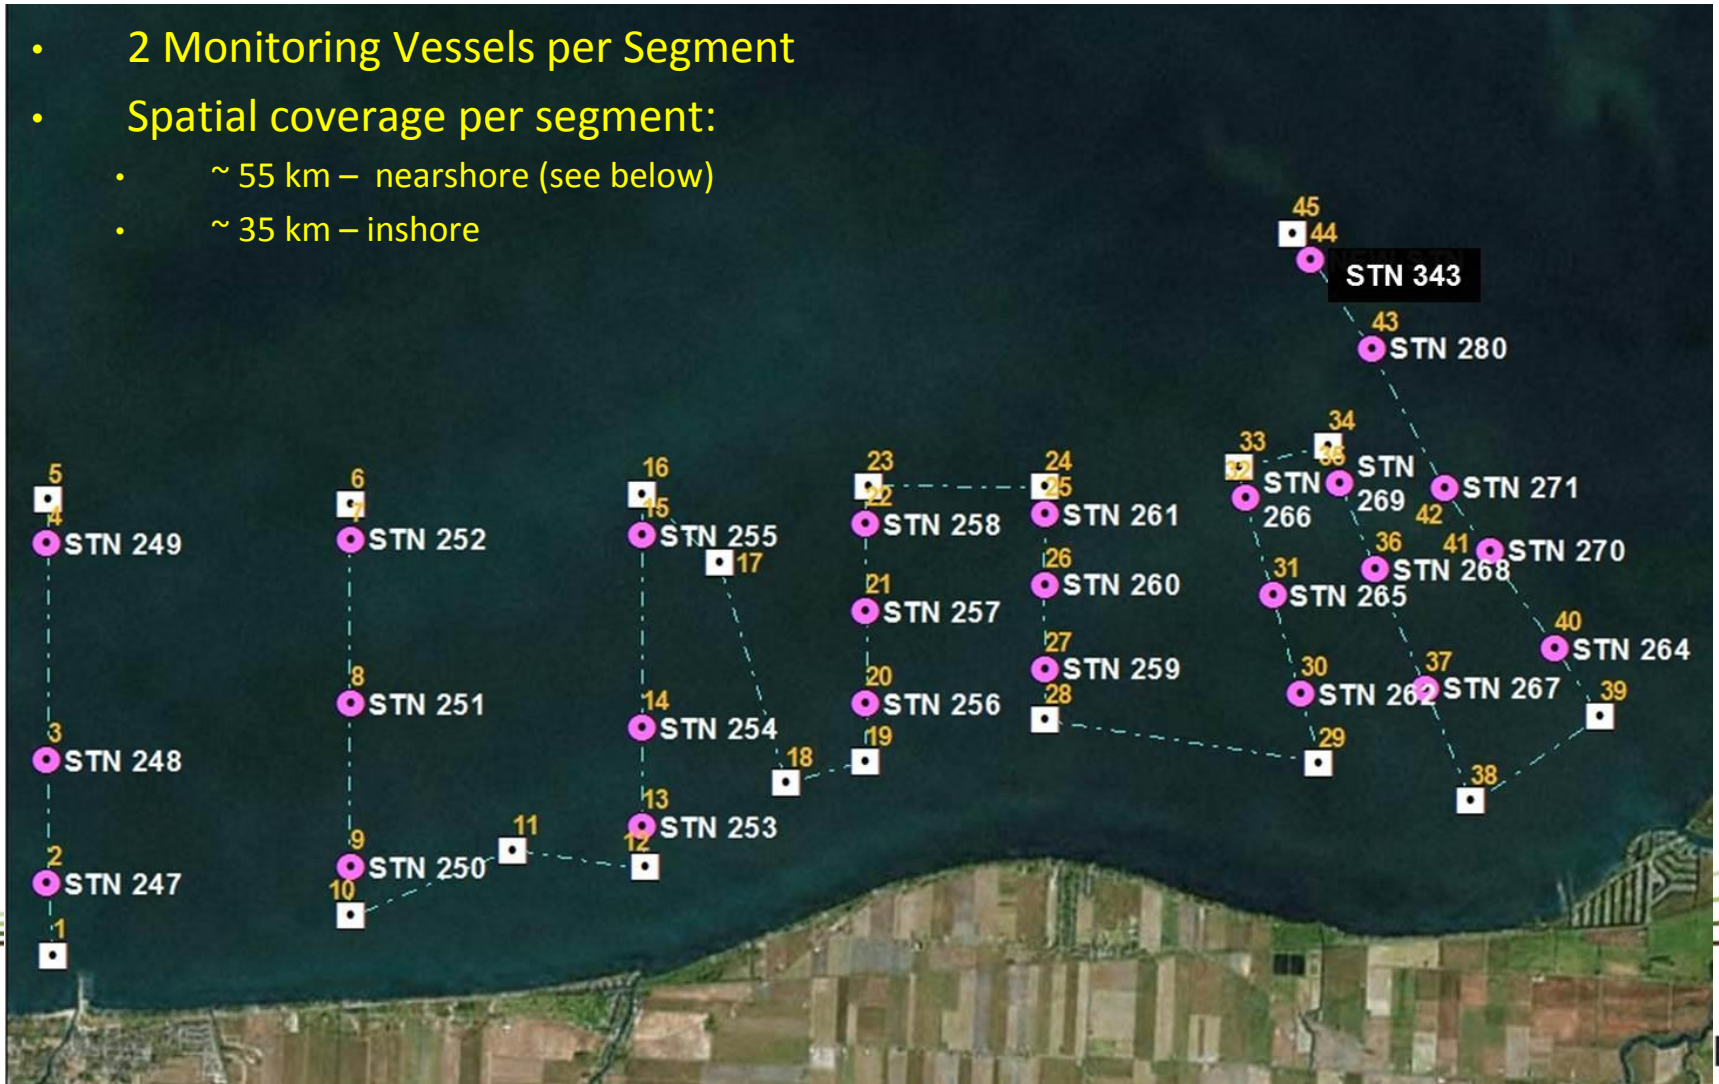 • 2 Monitoring Vessels per Segment
• Spatial coverage per segment:
• ~ 55 km – nearshore (see below)
• ~ 35 km – inshore
45
44
STN 343
43
STN 280
34
33
35
STN
269
32
STN
266
STN 271
42
5
4
STN 249
6
7
STN 252
16
15
STN 255
17
23
22
STN 258
24
25
STN 261
41
STN 270
36
STN 268
26
STN 260
31
STN 265
21
STN 257
40
STN 264
3
STN 248
8
STN 251
14
STN 254
20
STN 256
27
STN 259
30
STN 262
37
STN 267
39
28
19
18
29
38
13
STN 253
12
11
9
STN 250
10
2
STN 247
1